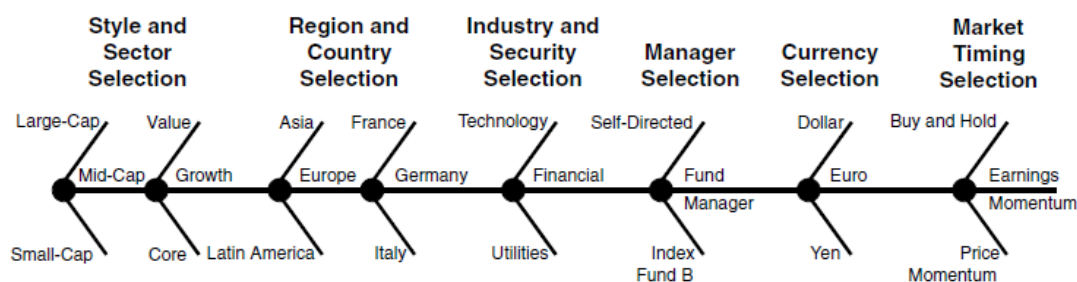 Style and
Sector
Selection
Region and
Country
Selection
Industry and
Security
Selection
Manager
Selection
Currency
Selection
Market
Timing
Selection
Large-Cap
Value
Asia
France
Technology
Self-Directed
Dollar
Buy and Hold
Mid-Cap
Growth
Europe
Germany
Financial
Fund
Manager
Euro
Earnings
Momentum
Small-Cap
Core
Latin America
Italy
Utilities
Index
Fund B
Yen
Price
Momentum